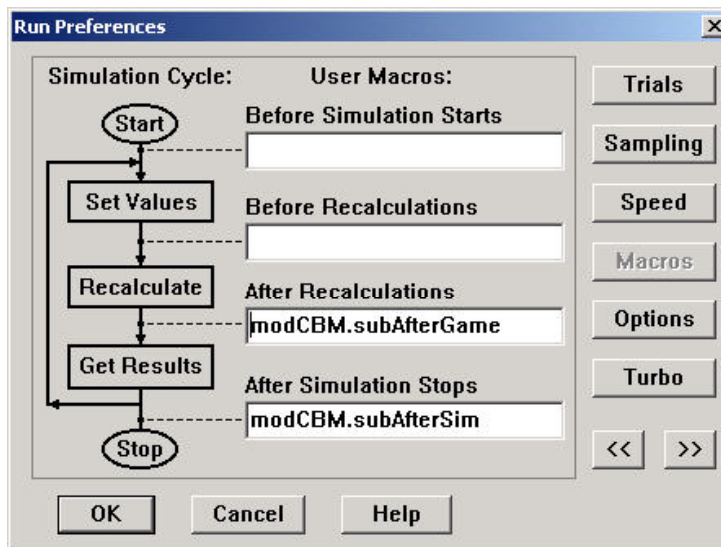 Run Preferences
Simulation Cycle:
User Macros:
Start
Before Simulation Starts
Set Values
Before Recalculations
Recalculate
After Recalculations
modCBM.subAfterGame
Get Results
After Simulation Stops
modCBM.subAfterSim
Stop
Trials
Sampling
Speed
Macros
Options
Turbo
<< >>
OK Cancel Help